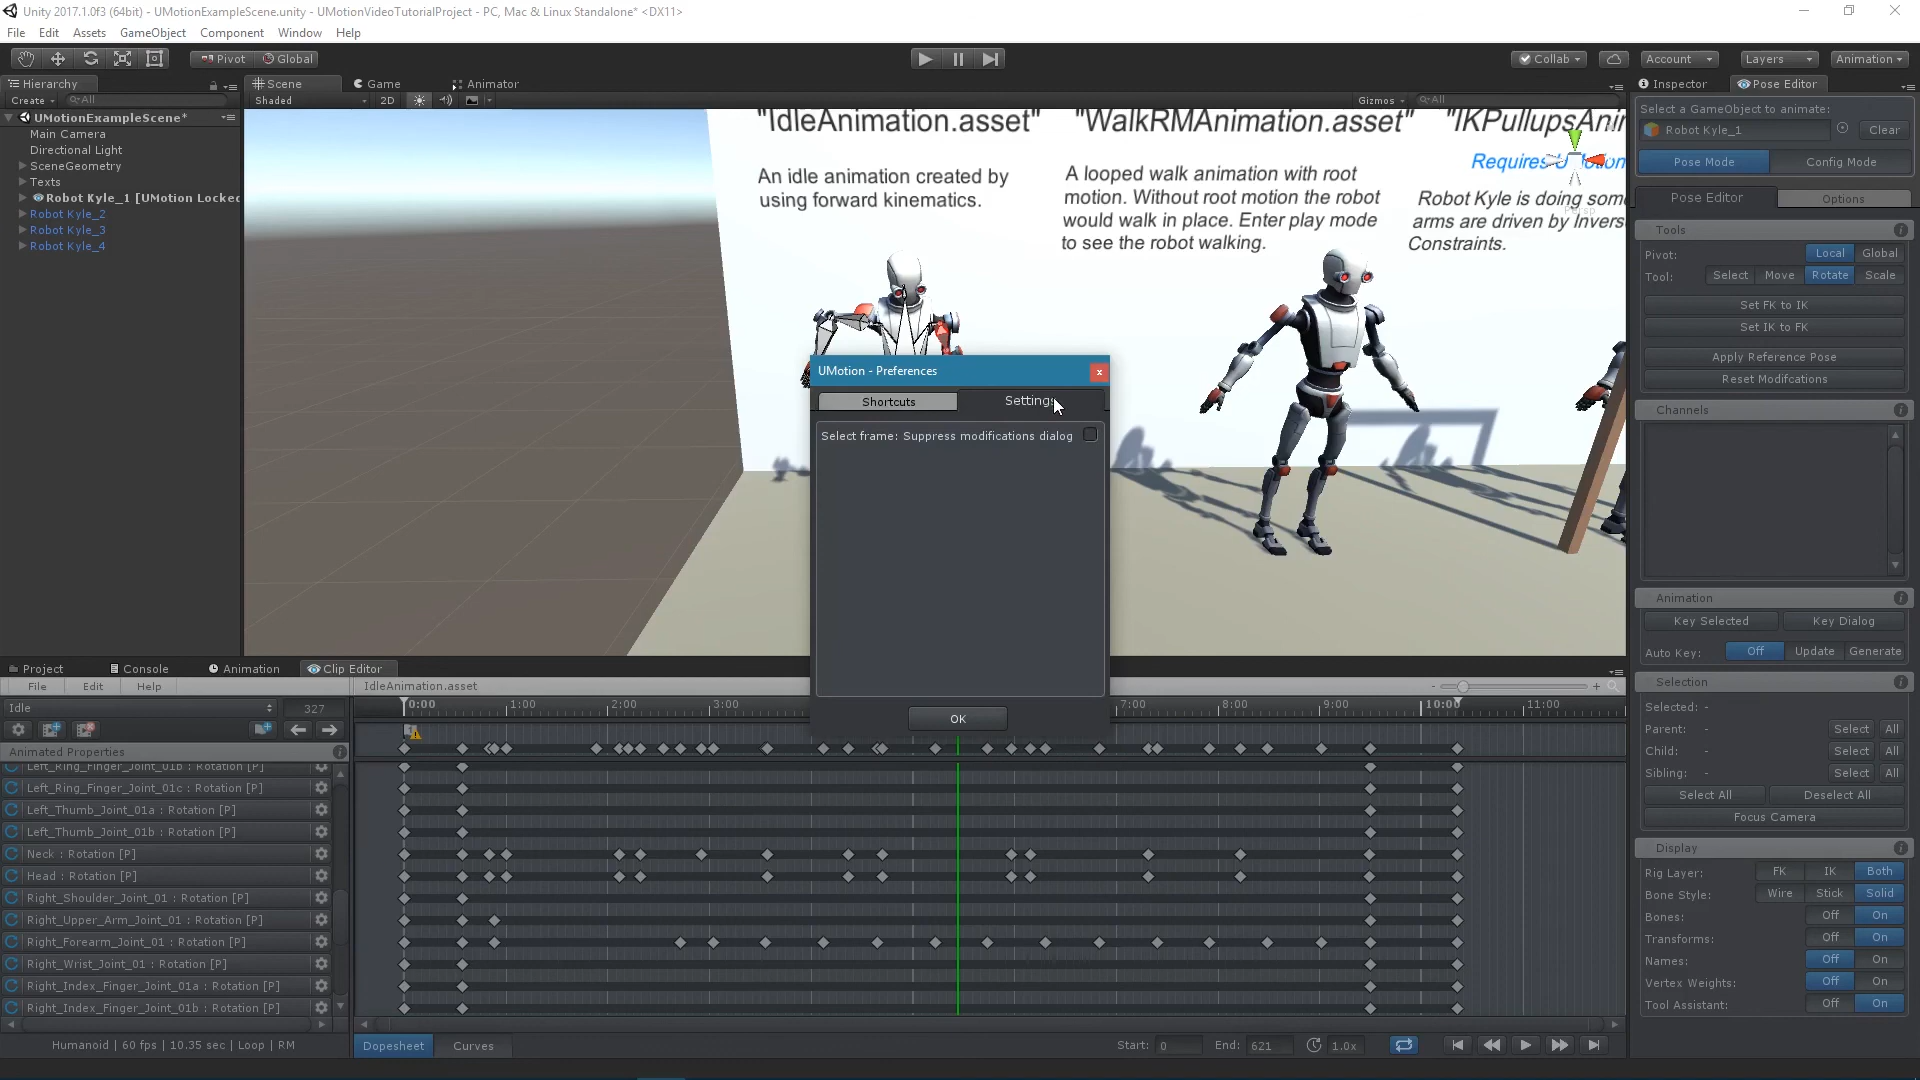 Unity 2017.1.0f3 (64bit) - UMotionExampleScene.unity - UMotionVideoTutorialProject - PC, Mac & Linux Standalone* <DX11>
File Edit Assets GameObject Component Window Help
Pivot Global
Collab Account Layers Animation
Hierarchy
Create All
UMotionExampleScene*
Main Camera
Directional Light
SceneGeometry
Texts
Robot Kyle_1 [UMotion Locked
Robot Kyle_2
Robot Kyle_3
Robot Kyle_4
Scene Game Animator
Shaded 2D Gizmos All
"IdleAnimation.asset"
An idle animation created by
using forward kinematics.
"WalkRMAnimation.asset"
A looped walk animation with root
motion. Without root motion the robot
would walk in place. Enter play mode
to see the robot walking.
"IKPullupsAnim
Requires
Robot Kyle is doing som
arms are driven by Invers
Constraints.
Persp
UMotion - Preferences
x
Shortcuts Settings
Select frame: Suppress modifications dialog
OK
Inspector Pose Editor
Select a GameObject to animate:
Robot Kyle_1 Clear
Pose Mode Config Mode
Pose Editor Options
Tools
Pivot: Local Global
Tool: Select Move Rotate Scale
Set FK to IK
Set IK to FK
Apply Reference Pose
Reset Modifcations
Channels
Animation
Key Selected Key Dialog
Auto Key: Off Update Generate
Selection
Selected: -
Parent: - Select All
Child: - Select All
Sibling: - Select All
Select All Deselect All
Focus Camera
Display
Rig Layer: FK IK Both
Bone Style: Wire Stick Solid
Bones: Off On
Transforms: Off On
Names: Off On
Vertex Weights: Off On
Tool Assistant: Off On
Project Console Animation Clip Editor
File Edit Help
IdleAnimation.asset
Idle 327
0:00 1:00 2:00 3:00 7:00 8:00 9:00 10:00 11:00
Animated Properties
Left_Ring_Finger_Joint_01b : Rotation [P]
Left_Ring_Finger_Joint_01c : Rotation [P]
Left_Thumb_Joint_01a : Rotation [P]
Left_Thumb_Joint_01b : Rotation [P]
Neck : Rotation [P]
Head : Rotation [P]
Right_Shoulder_Joint_01 : Rotation [P]
Right_Upper_Arm_Joint_01 : Rotation [P]
Right_Forearm_Joint_01 : Rotation [P]
Right_Wrist_Joint_01 : Rotation [P]
Right_Index_Finger_Joint_01a : Rotation [P]
Right_Index_Finger_Joint_01b : Rotation [P]
Humanoid | 60 fps | 10.35 sec | Loop | RM
Dopesheet Curves
Start: 0 End: 621 1.0x